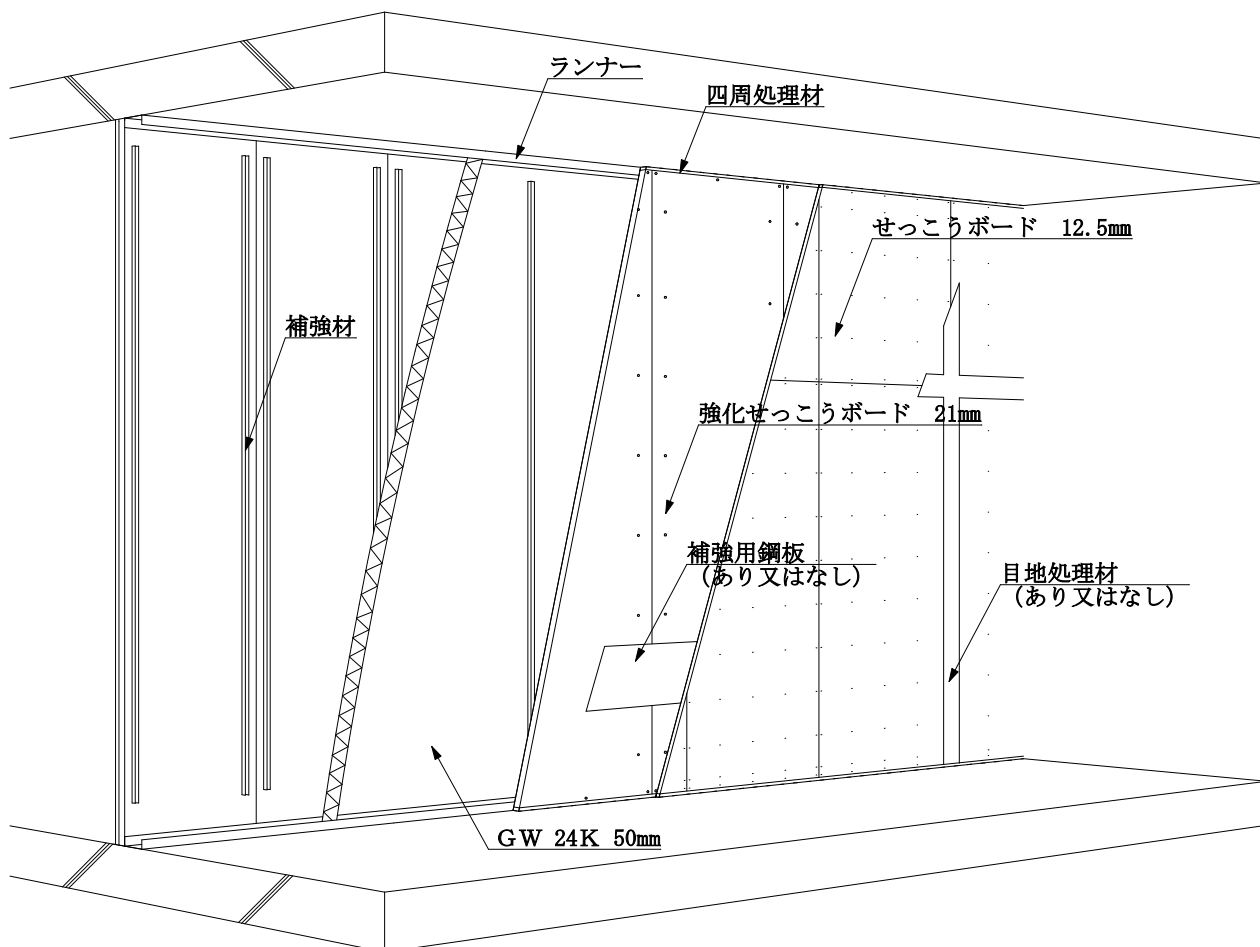 ランナー
四周処理材
せっこうボード 12.5mm
補強材
強化せっこうボード 21mm
補強用鋼板
（あり又はなし）
目地処理材
（あり又はなし）
GW 24K 50mm